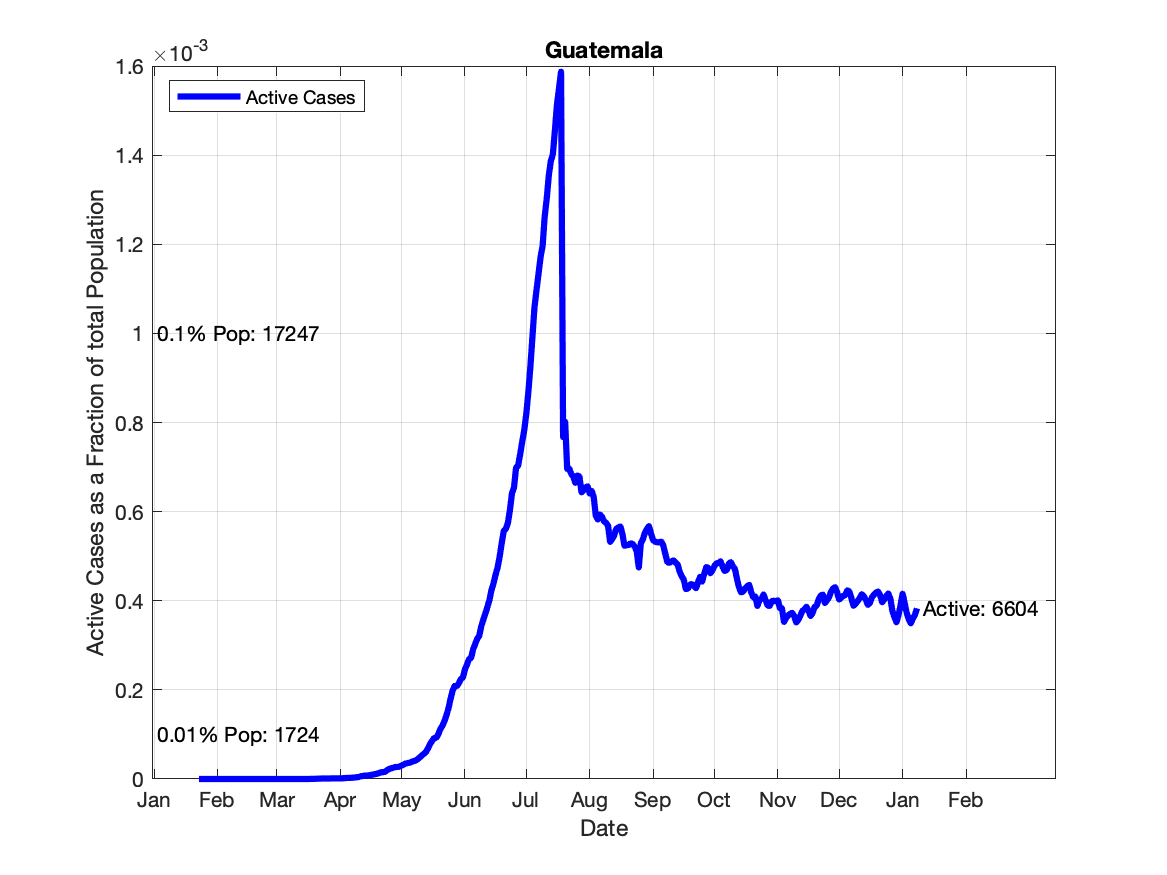 Guatemala
×10-3
1.6
1.4
1.2
1
0.8
0.6
0.4
0.2
0
Active Cases
0.1% Pop: 17247
0.01% Pop: 1724
Active: 6604
Active Cases as a Fraction of total Population
Jan Feb Mar Apr May Jun Jul Aug Sep Oct Nov Dec Jan Feb
Date